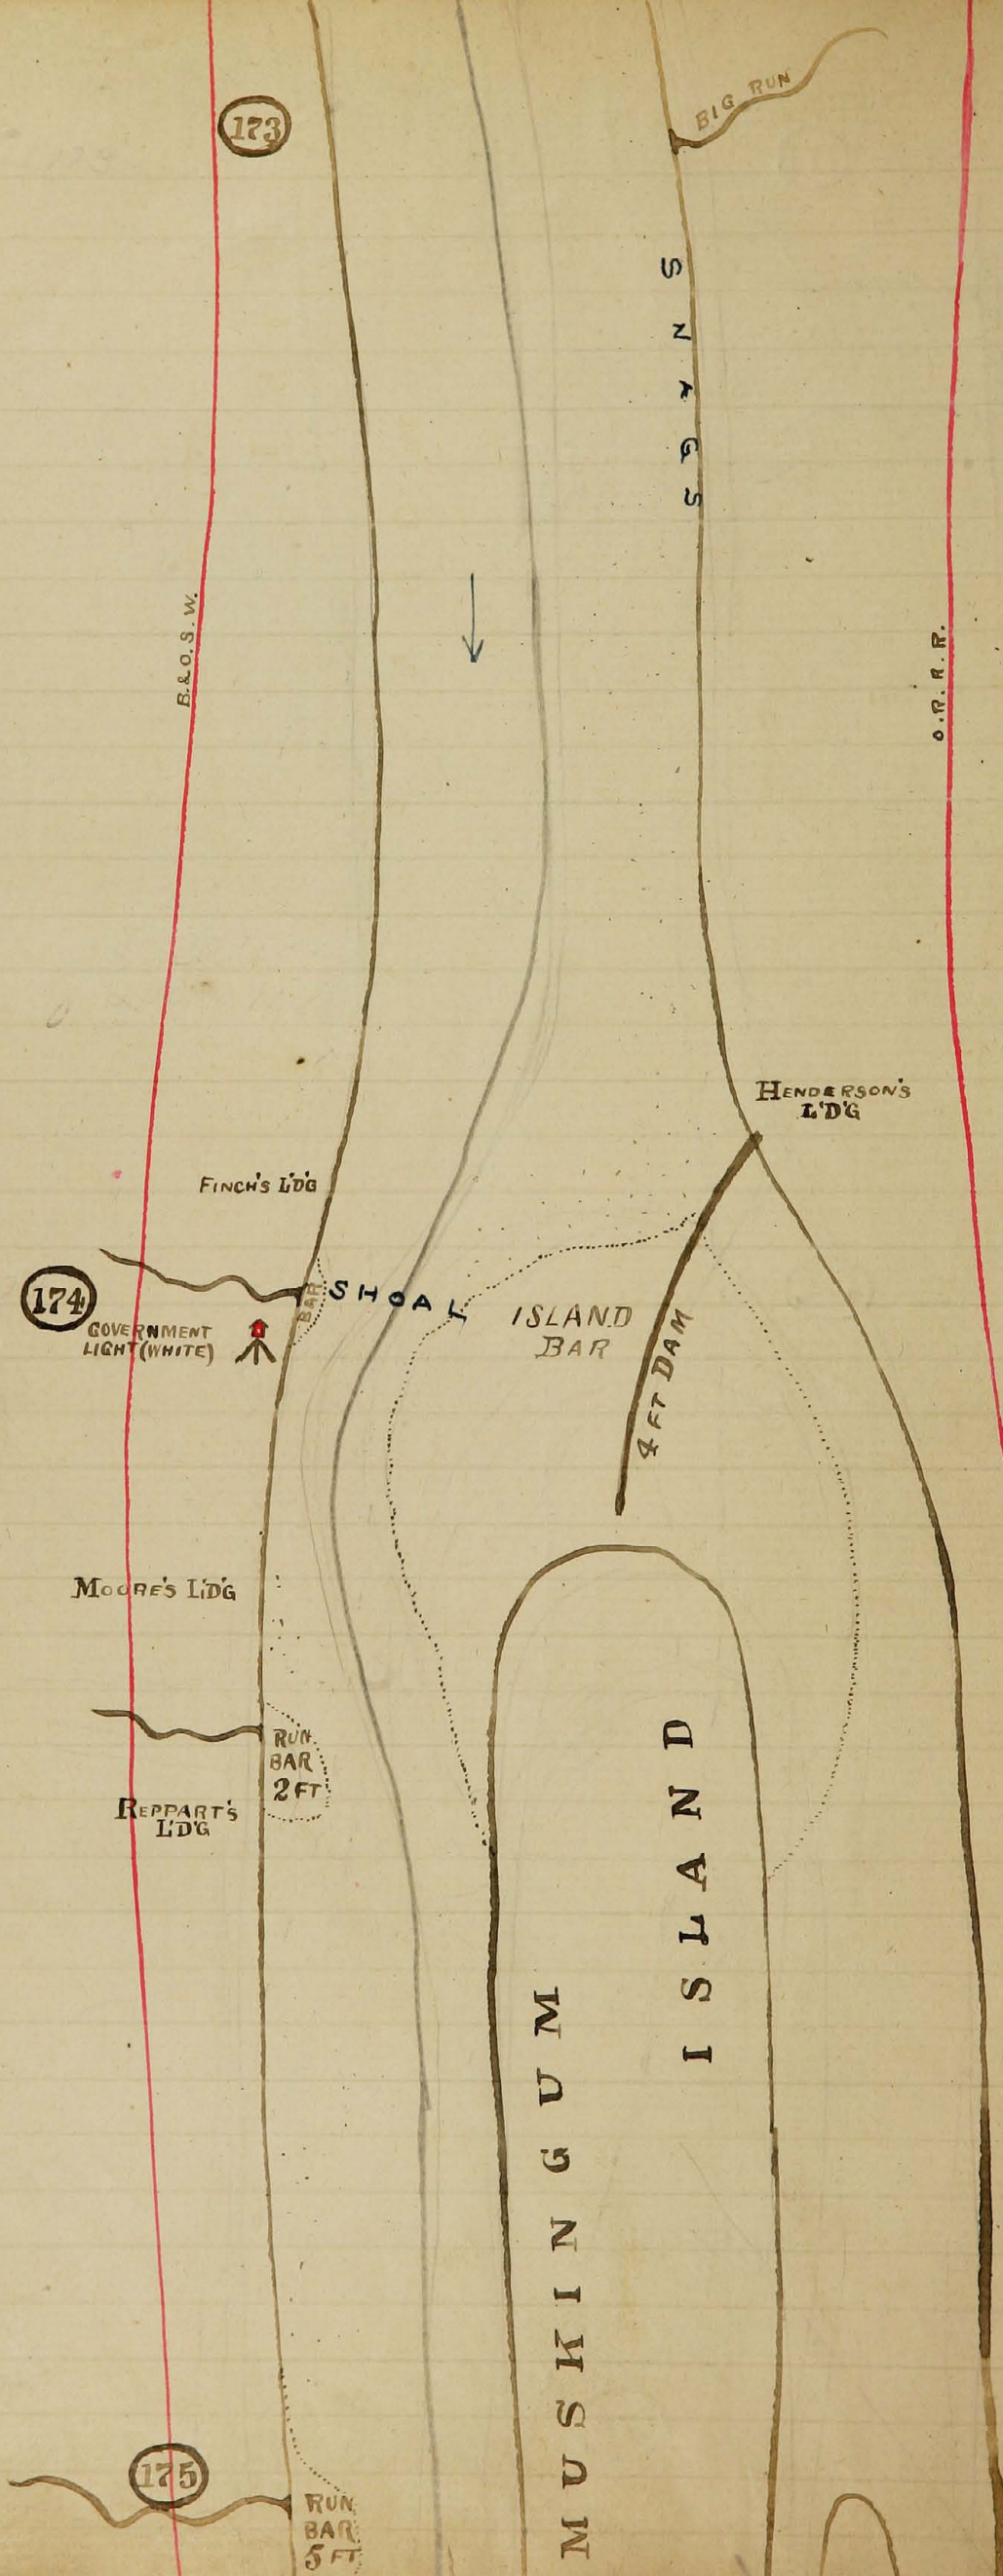 173
BIG RUN
SNAGS
B.&O.S.W.
O.R.R.R.
HENDERSON'S
L'D'G
FINCH'S L'D'G
174
BAR
SHOAL
GOVERNMENT
LIGHT (WHITE)
ISLAND
BAR
4 FT DAM
MOORE'S L'D'G
RUN
BAR
2 FT
REPPART'S
L'D'G
MUSKINGUM
ISLAND
175
RUN
BAR
5 FT